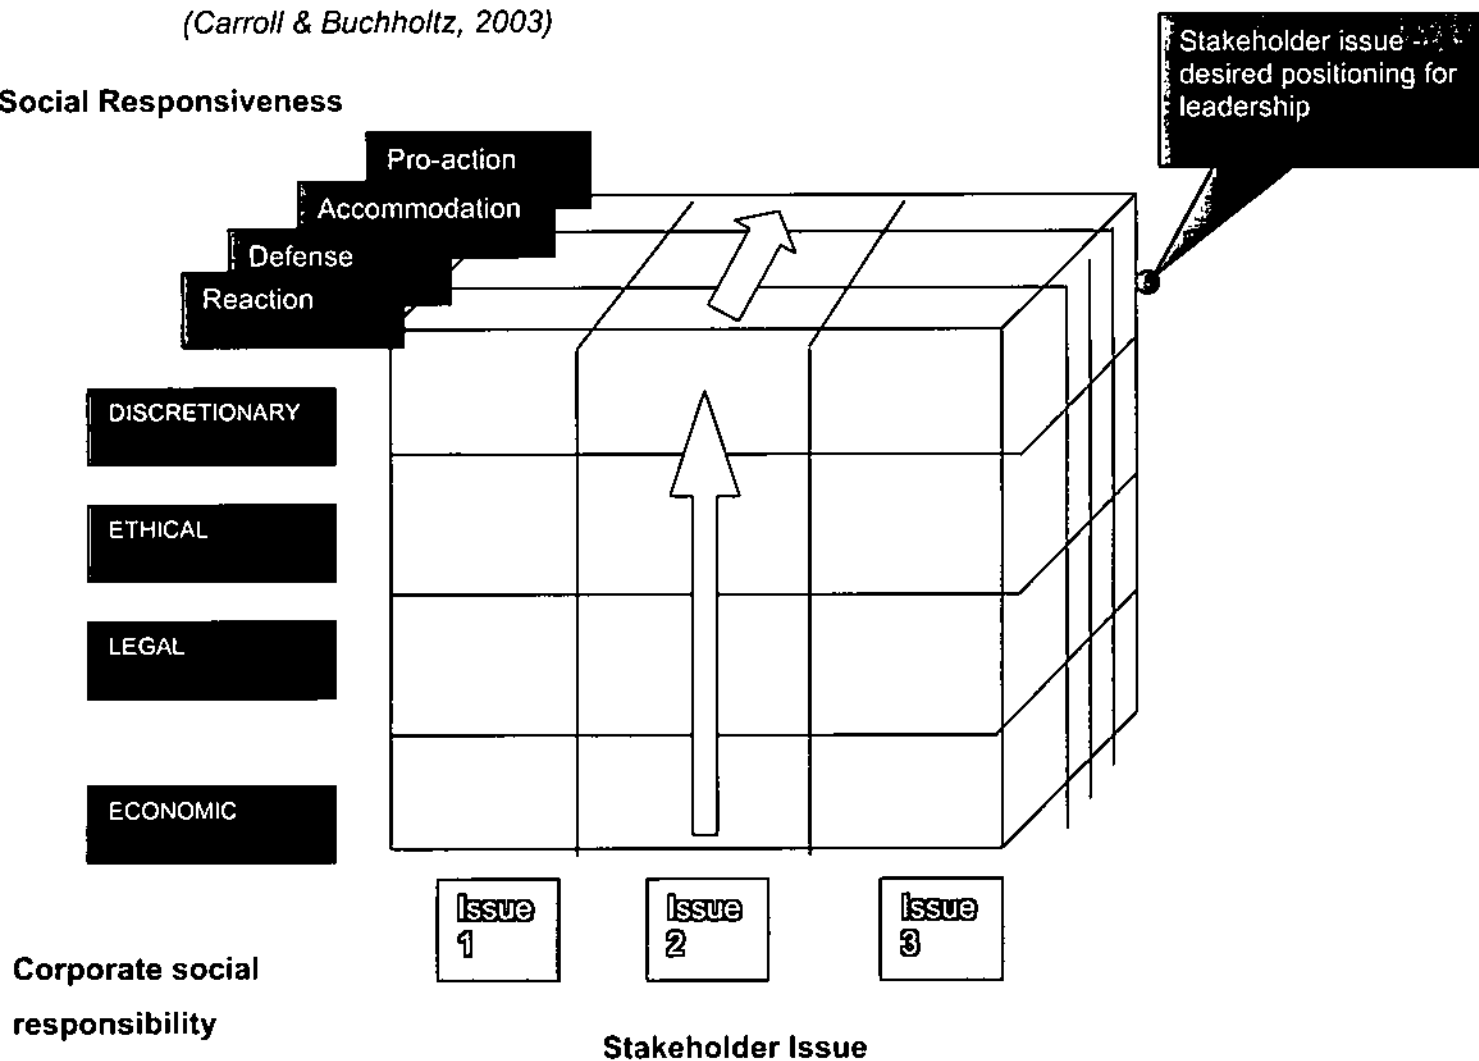 (Carroll & Buchholtz, 2003)
Stakeholder issue --
desired positioning for
leadership
Social Responsiveness
Pro-action
Accommodation
Defense
Reaction
DISCRETIONARY
ETHICAL
LEGAL
ECONOMIC
Issue
1
Issue
2
Issue
3
Corporate social
responsibility
Stakeholder Issue